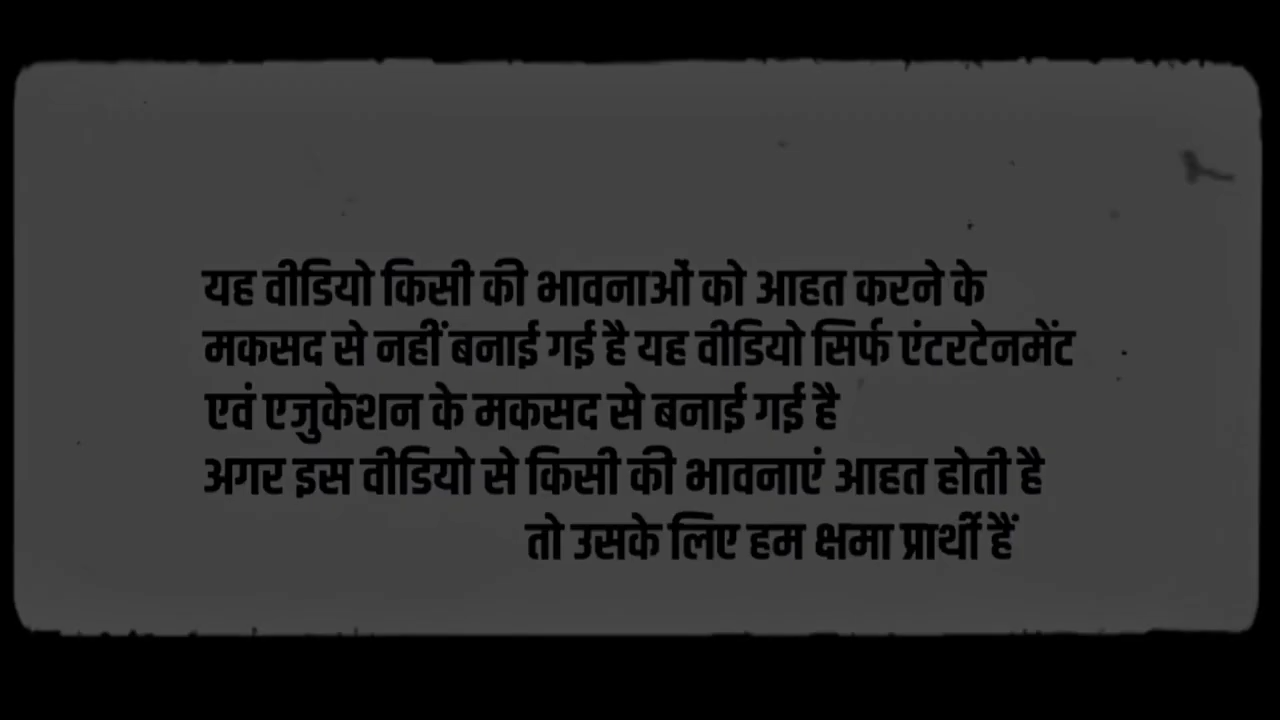 यह वीडियो किसी की भावनाओं को आहत करने के
मकसद से नहीं बनाई गई है यह वीडियो सिर्फ एंटरटेनमेंट
एवं एजुकेशन के मकसद से बनाई गई है
अगर इस वीडियो से किसी की भावनाएं आहत होती है
तो उसके लिए हम क्षमा प्रार्थी हैं